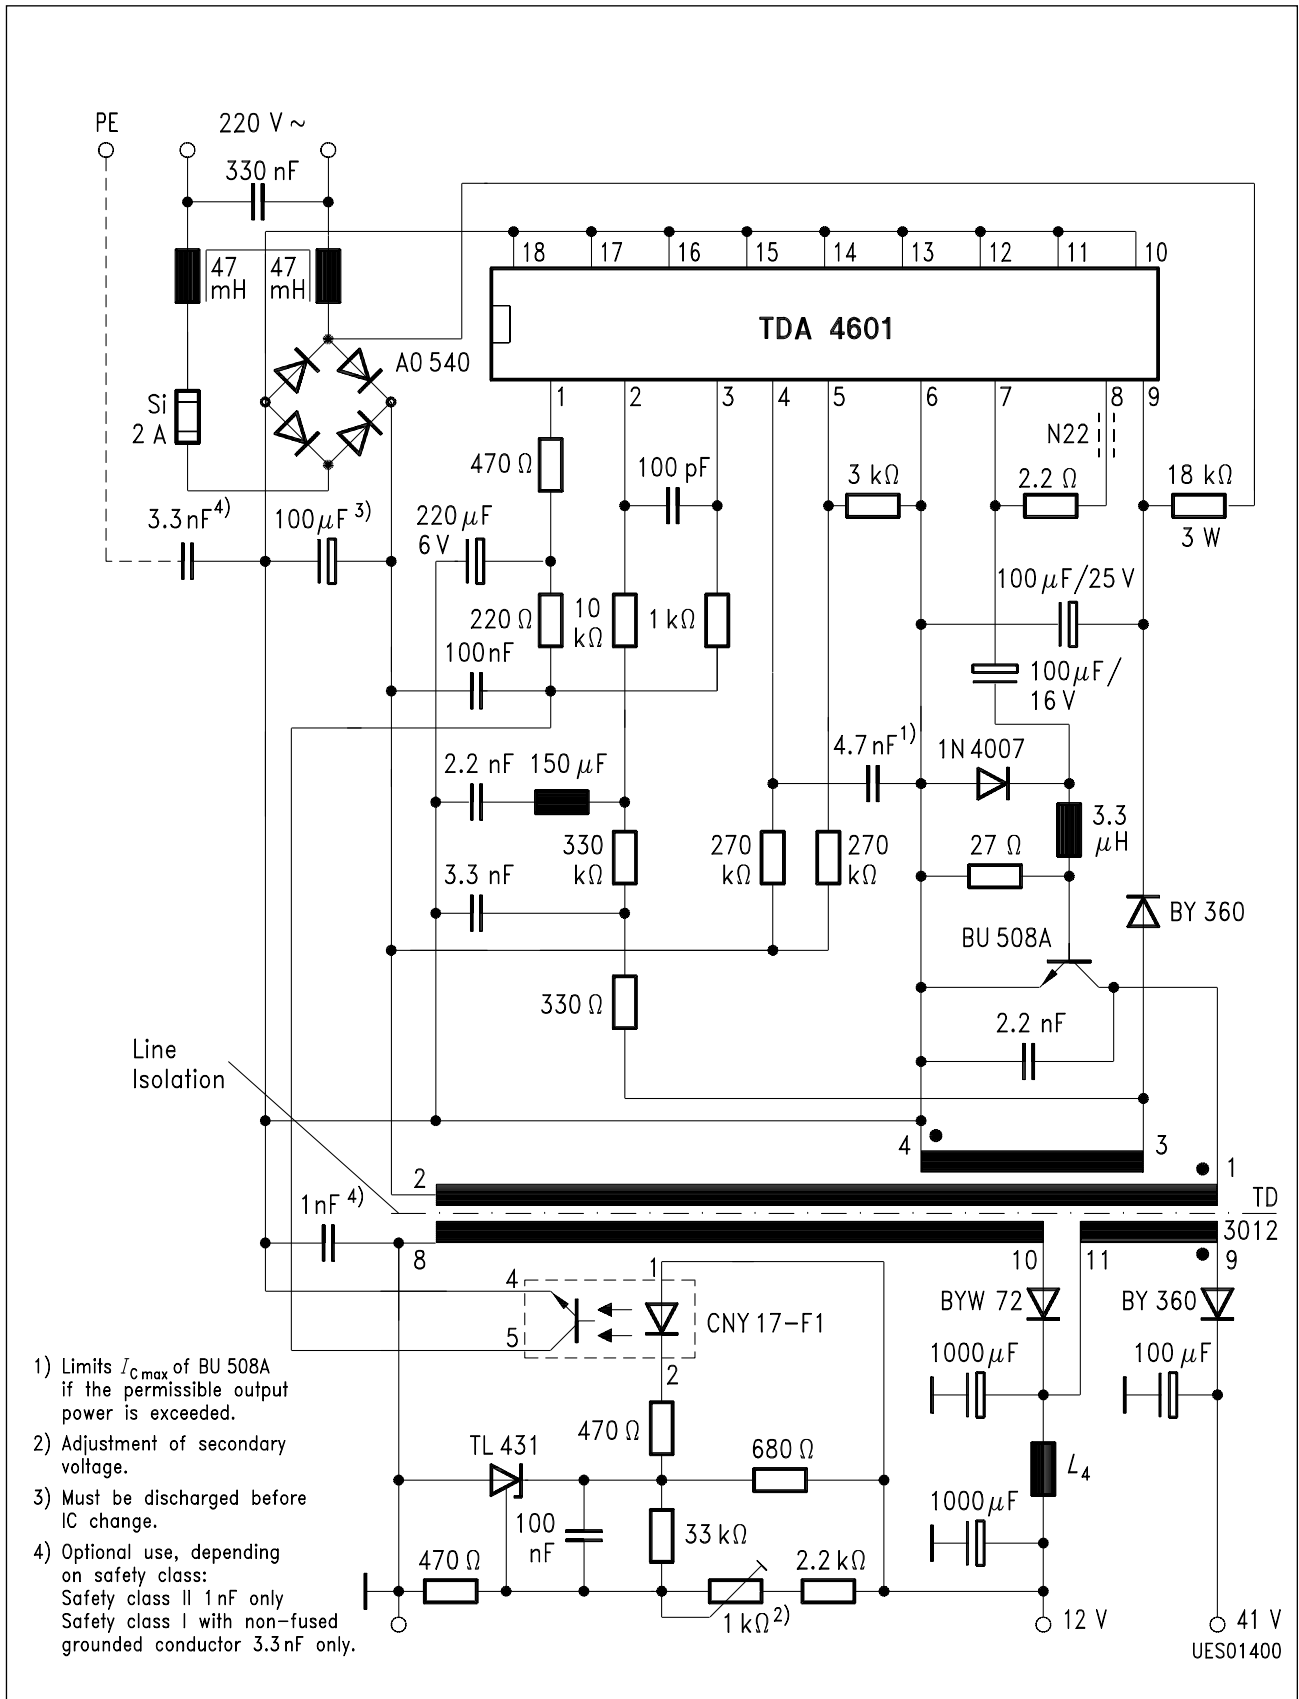 PE
220 V ~
330 nF
47 mH
47 mH
18
17
16
15
14
13
12
11
10
TDA 4601
A0 540
Si
2 A
1
2
3
4
5
6
7
8
9
N22
470 Ω
100 pF
3 kΩ
2.2 Ω
18 kΩ
3 W
3.3 nF 4)
100 µF 3)
220 µF
6 V
100 µF/25 V
220 Ω
10 kΩ
1 kΩ
100 nF
100 µF/
16 V
4.7 nF 1)
1N 4007
2.2 nF
150 µF
3.3 µH
330 kΩ
270 kΩ
270 kΩ
27 Ω
3.3 nF
BY 360
BU 508A
330 Ω
2.2 nF
Line
Isolation
4
3
2
1
TD
3012
1 nF 4)
8
10
11
9
4
1
BYW 72
BY 360
CNY 17-F1
5
2
1000 µF
100 µF
1) Limits IC max of BU 508A
if the permissible output
power is exceeded.
2) Adjustment of secondary
voltage.
3) Must be discharged before
IC change.
4) Optional use, depending
on safety class:
Safety class II 1 nF only
Safety class I with non-fused
grounded conductor 3.3 nF only.
470 Ω
TL 431
680 Ω
L4
1000 µF
100 nF
33 kΩ
470 Ω
2.2 kΩ
1 kΩ 2)
12 V
41 V
UES01400